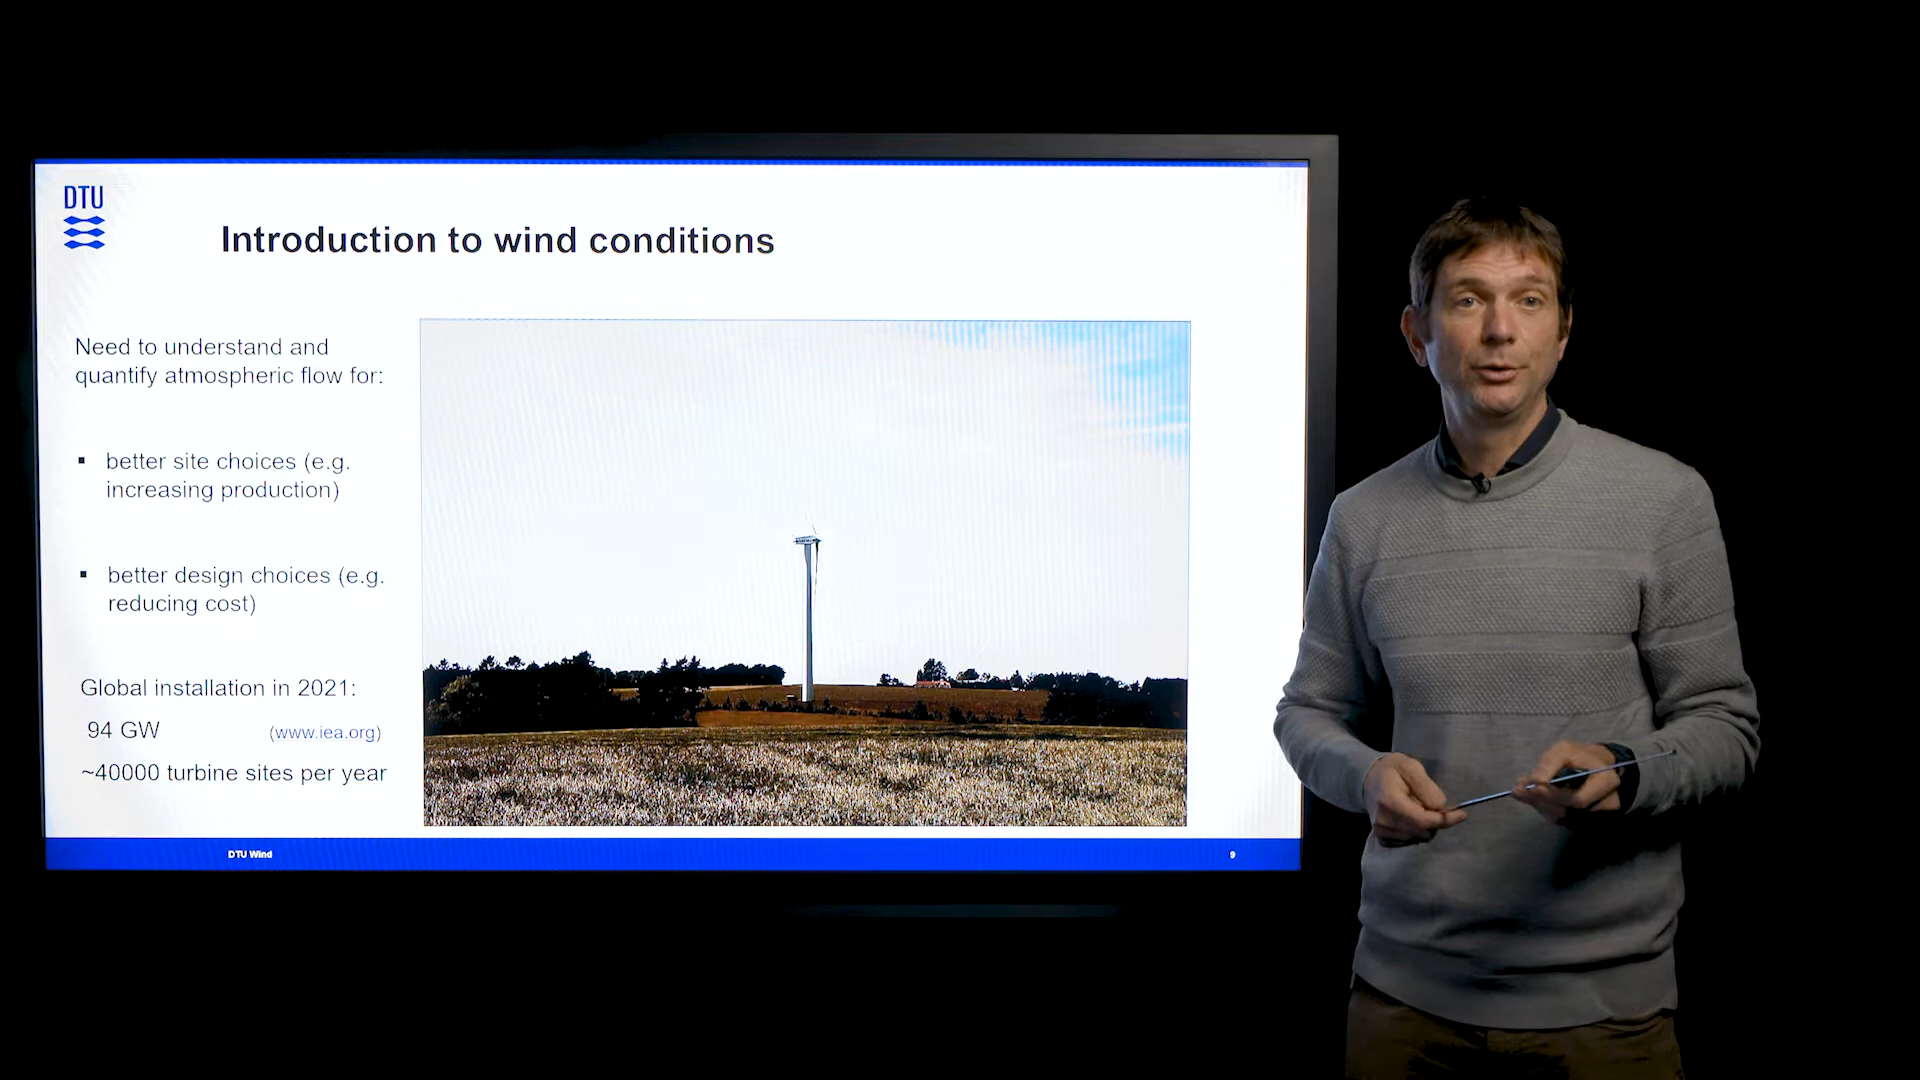 DTU
Introduction to wind conditions
Need to understand and
quantify atmospheric flow for:
▪ better site choices (e.g.
increasing production)
▪ better design choices (e.g.
reducing cost)
Global installation in 2021:
94 GW (www.iea.org)
~40000 turbine sites per year
DTU Wind 9